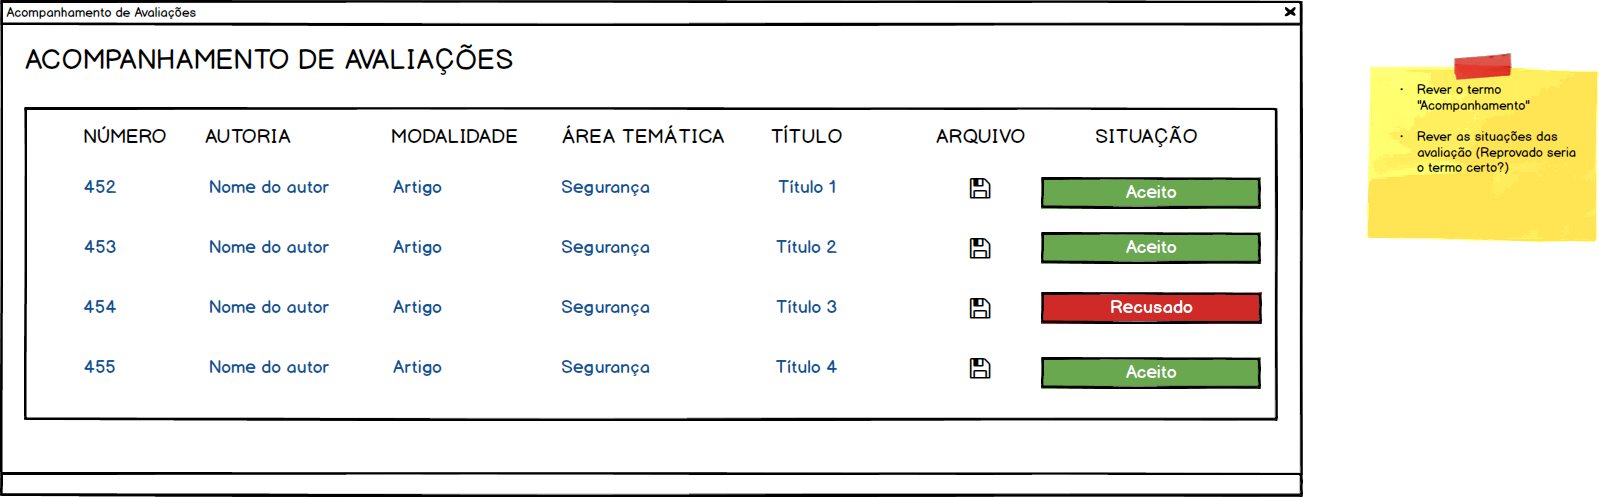 Acompanhamento de Avaliações
ACOMPANHAMENTO DE AVALIAÇÕES
NÚMERO AUTORIA MODALIDADE ÁREA TEMÁTICA TÍTULO ARQUIVO SITUAÇÃO
452 Nome do autor Artigo Segurança Título 1 Aceito
453 Nome do autor Artigo Segurança Título 2 Aceito
454 Nome do autor Artigo Segurança Título 3 Recusado
455 Nome do autor Artigo Segurança Título 4 Aceito
• Rever o termo
"Acompanhamento"
• Rever as situações das
avaliação (Reprovado seria
o termo certo?)